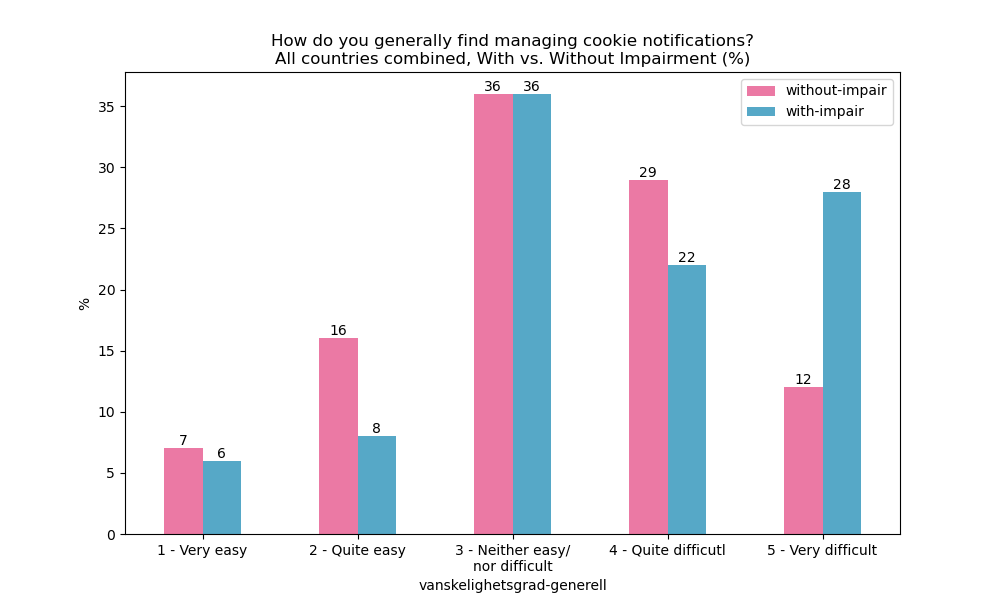 How do you generally find managing cookie notifications?
All countries combined, With vs. Without Impairment (%)
without-impair
with-impair
%
35
30
25
20
15
10
5
0
7
6
16
8
36
36
29
22
12
28
1 - Very easy
2 - Quite easy
3 - Neither easy/
nor difficult
4 - Quite difficutl
5 - Very difficult
vanskelighetsgrad-generell